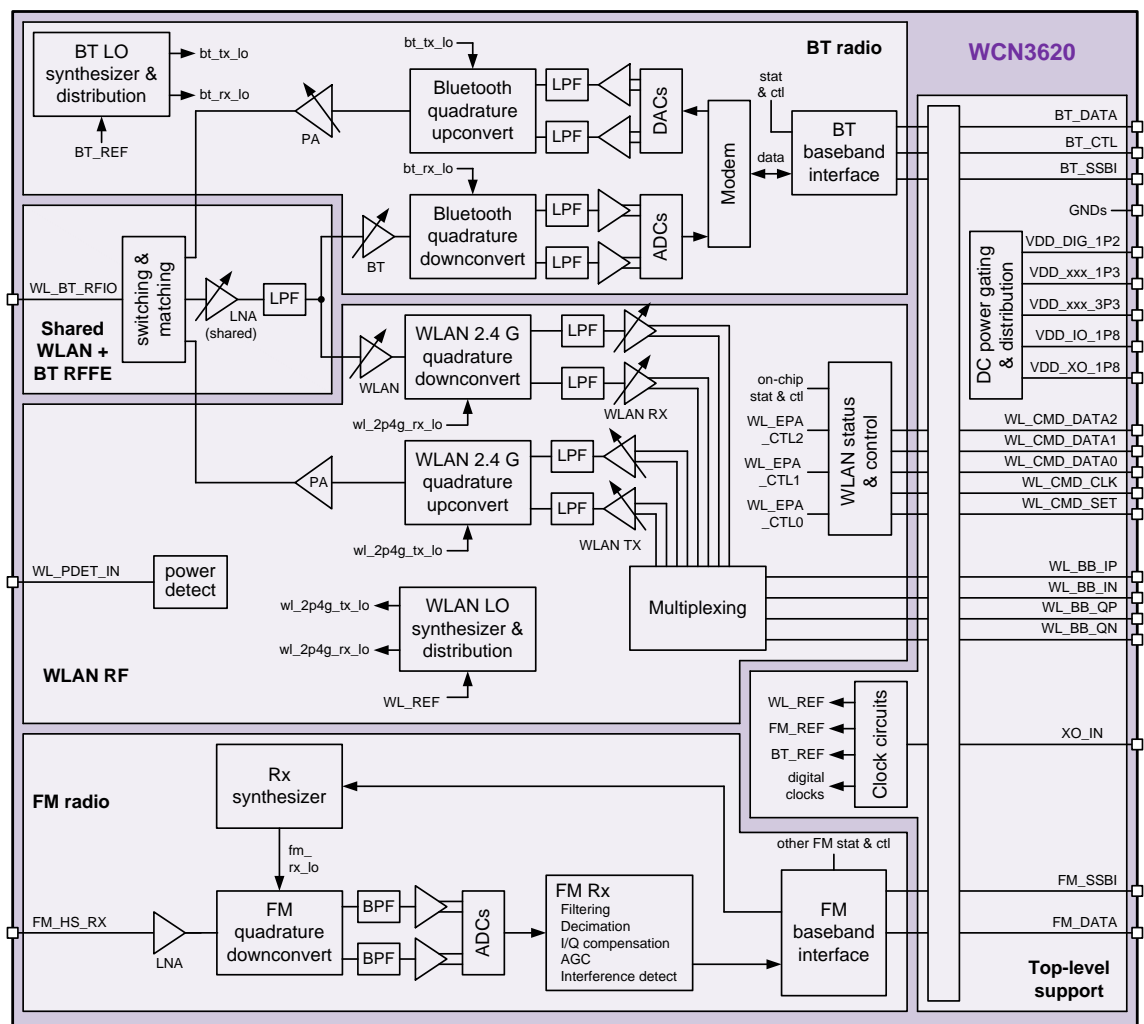 WCN3620
BT radio
BT LO
synthesizer &
distribution
bt_tx_lo
bt_rx_lo
BT_REF
PA
bt_tx_lo
Bluetooth
quadrature
upconvert
LPF
LPF
DACs
Modem
data
stat
& ctl
BT
baseband
interface
bt_rx_lo
Bluetooth
quadrature
downconvert
LPF
LPF
ADCs
BT
BT_DATA
BT_CTL
BT_SSBI
GNDs
DC power gating
& distribution
VDD_DIG_1P2
VDD_xxx_1P3
VDD_xxx_3P3
VDD_IO_1P8
VDD_XO_1P8
WL_BT_RFIO
switching &
matching
LNA
(shared)
LPF
Shared
WLAN +
BT RFFE
WLAN
WLAN 2.4 G
quadrature
downconvert
wl_2p4g_rx_lo
LPF
LPF
WLAN RX
PA
WLAN 2.4 G
quadrature
upconvert
wl_2p4g_tx_lo
LPF
LPF
WLAN TX
on-chip
stat & ctl
WL_EPA
_CTL2
WL_EPA
_CTL1
WL_EPA
_CTL0
WLAN status
& control
WL_CMD_DATA2
WL_CMD_DATA1
WL_CMD_DATA0
WL_CMD_CLK
WL_CMD_SET
WL_PDET_IN
power
detect
wl_2p4g_tx_lo
wl_2p4g_rx_lo
WLAN LO
synthesizer &
distribution
WL_REF
Multiplexing
WL_BB_IP
WL_BB_IN
WL_BB_QP
WL_BB_QN
WLAN RF
WL_REF
FM_REF
BT_REF
digital
clocks
Clock circuits
XO_IN
FM radio
Rx
synthesizer
fm_
rx_lo
FM_HS_RX
LNA
FM
quadrature
downconvert
BPF
BPF
ADCs
FM Rx
Filtering
Decimation
I/Q compensation
AGC
Interference detect
other FM stat & ctl
FM
baseband
interface
FM_SSBI
FM_DATA
Top-level
support